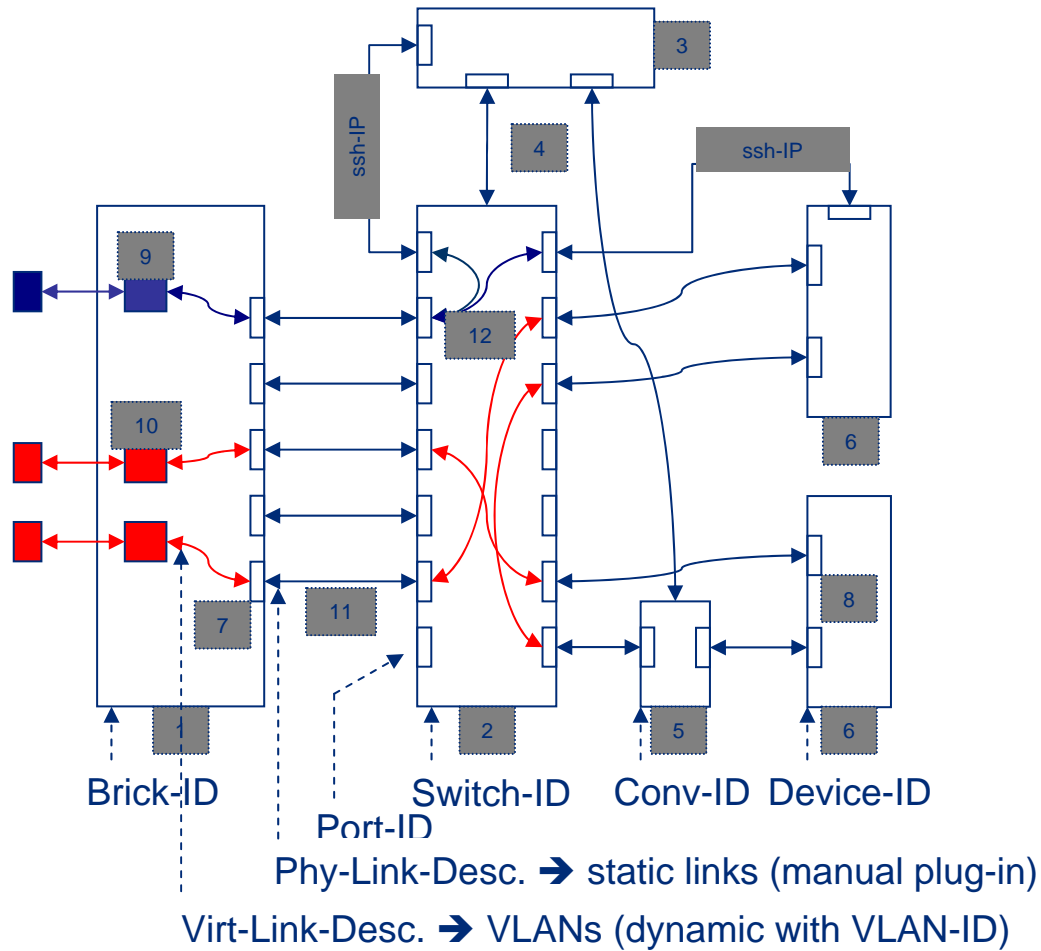 3
ssh-IP
4
ssh-IP
9
12
10
6
8
7
11
1
2
5
6
Brick-ID
Switch-ID
Conv-ID
Device-ID
Port-ID
Phy-Link-Desc. ➔ static links (manual plug-in)
Virt-Link-Desc. ➔ VLANs (dynamic with VLAN-ID)